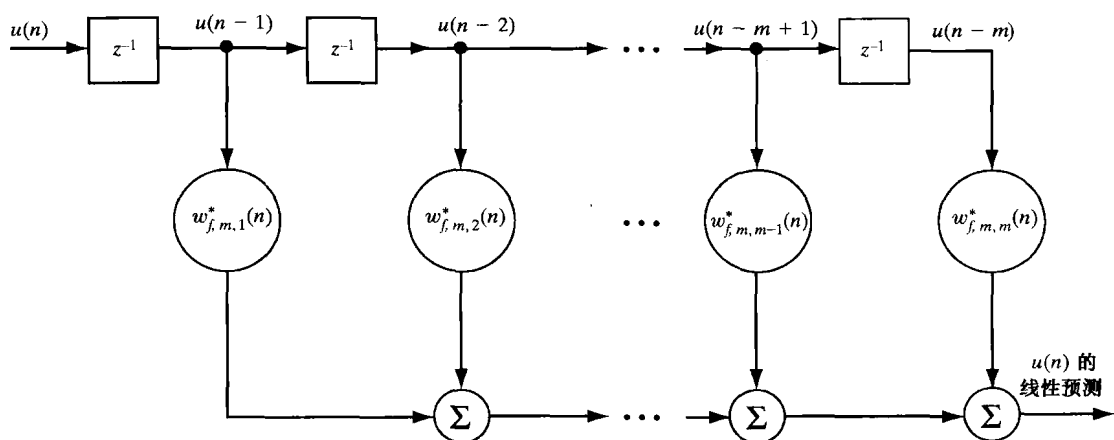 u(n) z⁻¹ u(n − 1) z⁻¹ u(n − 2) ··· u(n − m + 1) z⁻¹ u(n − m)
w*_{f, m, 1}(n) w*_{f, m, 2}(n) ··· w*_{f, m, m−1}(n) w*_{f, m, m}(n)
u(n) 的
线性预测
Σ ··· Σ Σ